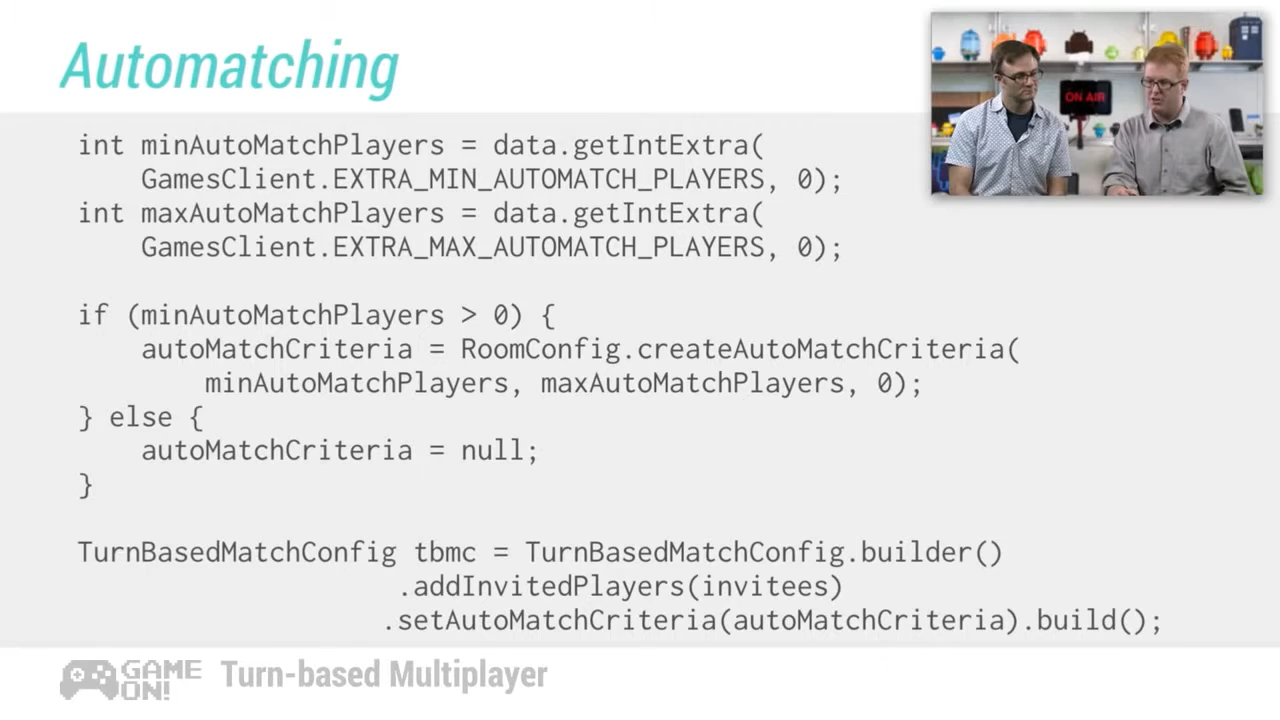 Automatching
ON AIR
int minAutoMatchPlayers = data.getIntExtra(
GamesClient.EXTRA_MIN_AUTOMATCH_PLAYERS, 0);
int maxAutoMatchPlayers = data.getIntExtra(
GamesClient.EXTRA_MAX_AUTOMATCH_PLAYERS, 0);
if (minAutoMatchPlayers > 0) {
autoMatchCriteria = RoomConfig.createAutoMatchCriteria(
minAutoMatchPlayers, maxAutoMatchPlayers, 0);
} else {
autoMatchCriteria = null;
}
TurnBasedMatchConfig tbmc = TurnBasedMatchConfig.builder()
.addInvitedPlayers(invitees)
.setAutoMatchCriteria(autoMatchCriteria).build();
GAME
ON!
Turn-based Multiplayer